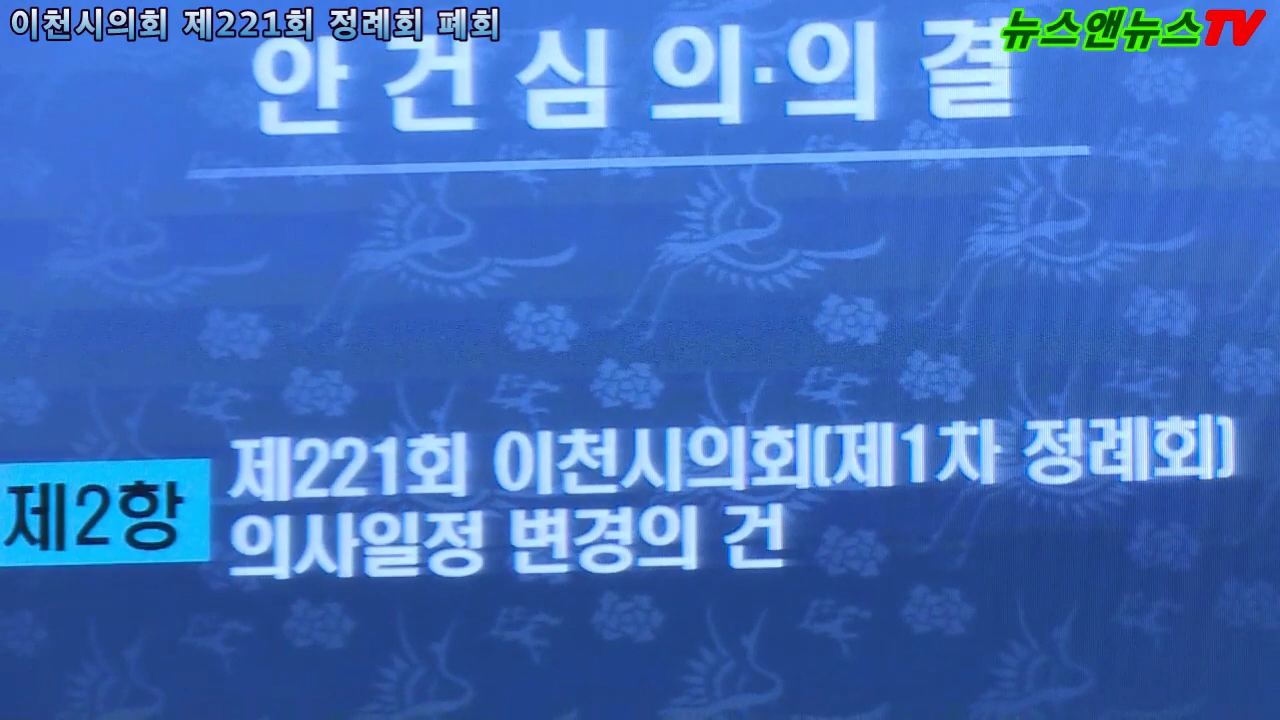 이천시의회 제221회 정례회 폐회
뉴스앤뉴스TV
안건심의·의결
제2항
제221회 이천시의회(제1차 정례회)
의사일정 변경의 건